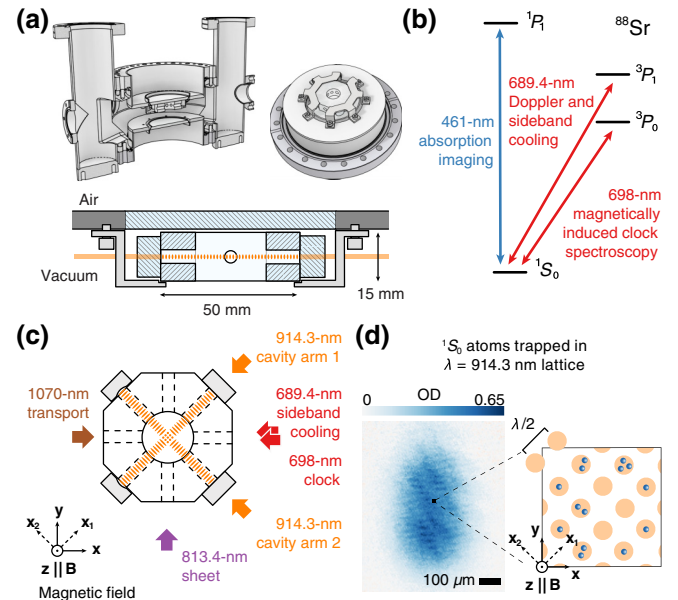 (a)
Air
Vacuum
50 mm
15 mm
(b)
¹P₁
⁸⁸Sr
³P₁
³P₀
689.4-nm
Doppler and
sideband
cooling
461-nm
absorption
imaging
698-nm
magnetically
induced clock
spectroscopy
¹S₀
(c)
914.3-nm
cavity arm 1
1070-nm
transport
689.4-nm
sideband
cooling
698-nm
clock
914.3-nm
cavity arm 2
813.4-nm
sheet
y
x₂
x₁
x
z || B
Magnetic field
(d)
¹S₀ atoms trapped in
λ = 914.3 nm lattice
0
OD
0.65
λ/2
100 μm
y
x₂
x₁
x
z || B